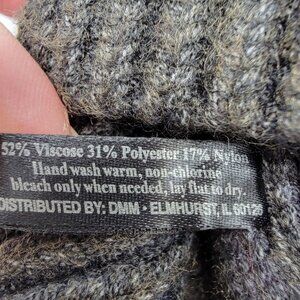 52% Viscose 31% Polyester 17% Nylon
Hand wash warm, non-chlorine
bleach only when needed, lay flat to dry.
DISTRIBUTED BY: DMM • ELMHURST, IL 60126